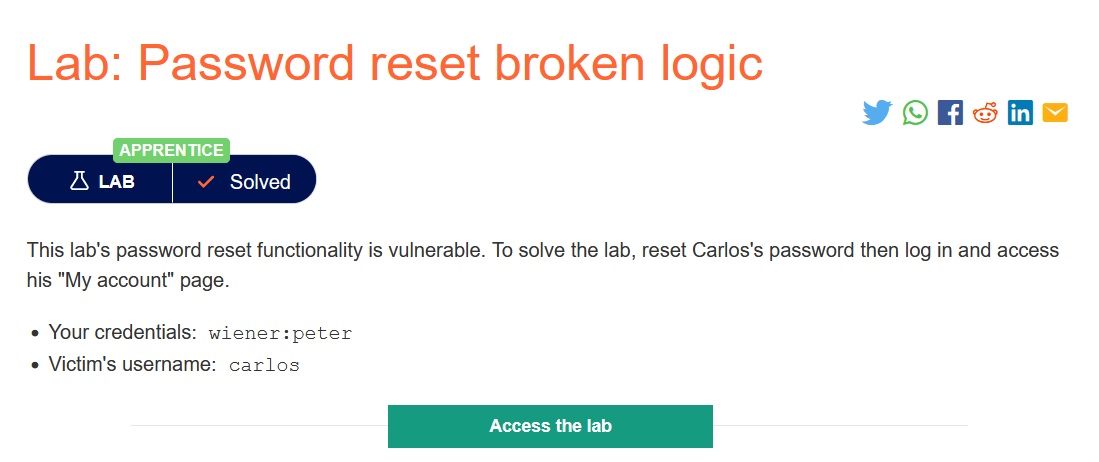 Lab: Password reset broken logic
APPRENTICE
LAB Solved
This lab's password reset functionality is vulnerable. To solve the lab, reset Carlos's password then log in and access
his "My account" page.
• Your credentials: wiener:peter
• Victim's username: carlos
Access the lab